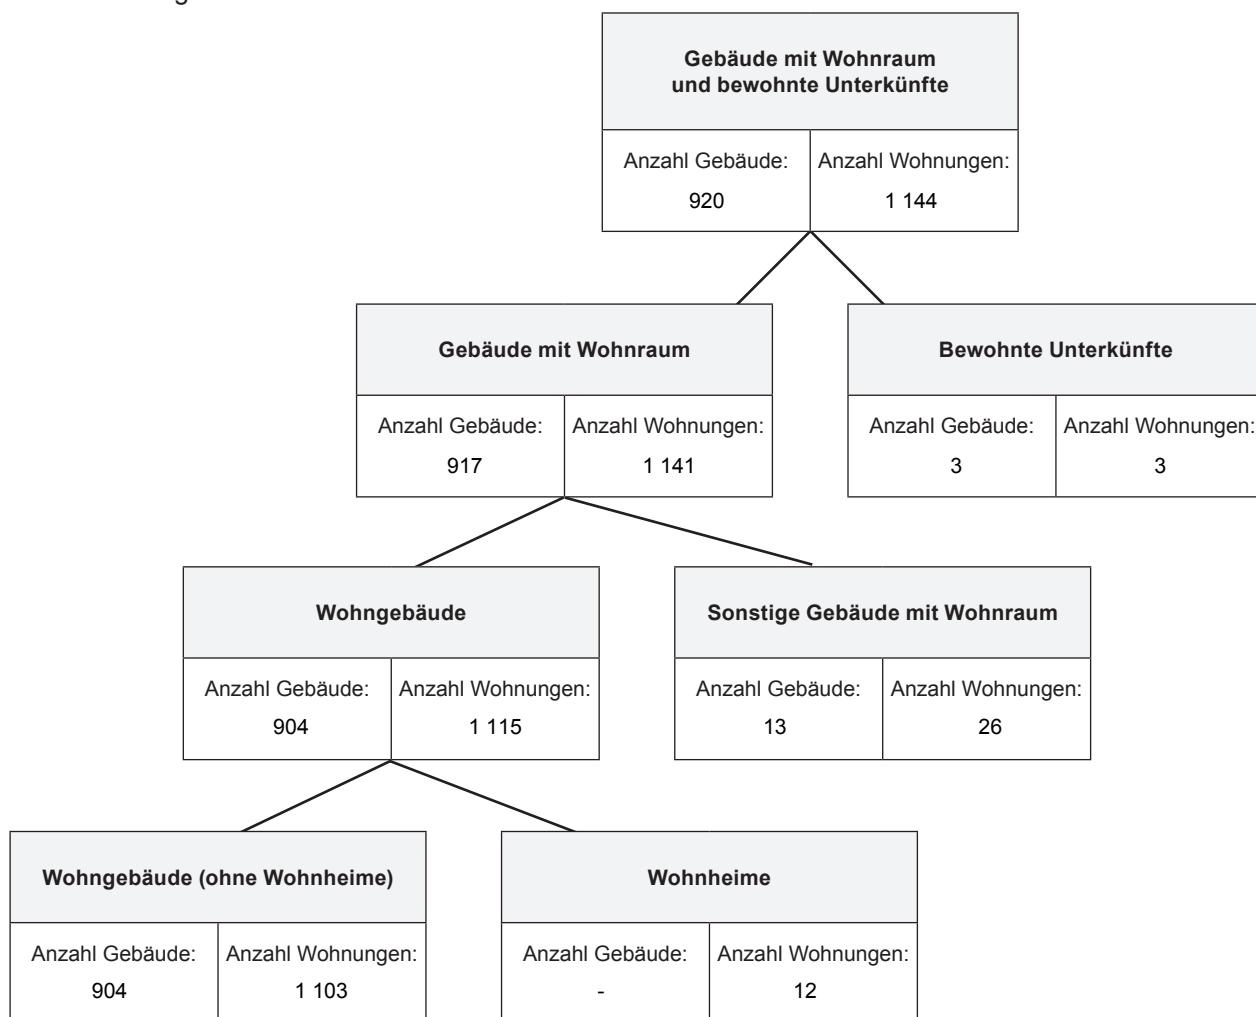 Gebäude mit Wohnraum
und bewohnte Unterkünfte
Anzahl Gebäude: Anzahl Wohnungen:
920 1 144
Gebäude mit Wohnraum Bewohnte Unterkünfte
Anzahl Gebäude: Anzahl Wohnungen: Anzahl Gebäude: Anzahl Wohnungen:
917 1 141 3 3
Wohngebäude Sonstige Gebäude mit Wohnraum
Anzahl Gebäude: Anzahl Wohnungen: Anzahl Gebäude: Anzahl Wohnungen:
904 1 115 13 26
Wohngebäude (ohne Wohnheime) Wohnheime
Anzahl Gebäude: Anzahl Wohnungen: Anzahl Gebäude: Anzahl Wohnungen:
904 1 103 - 12